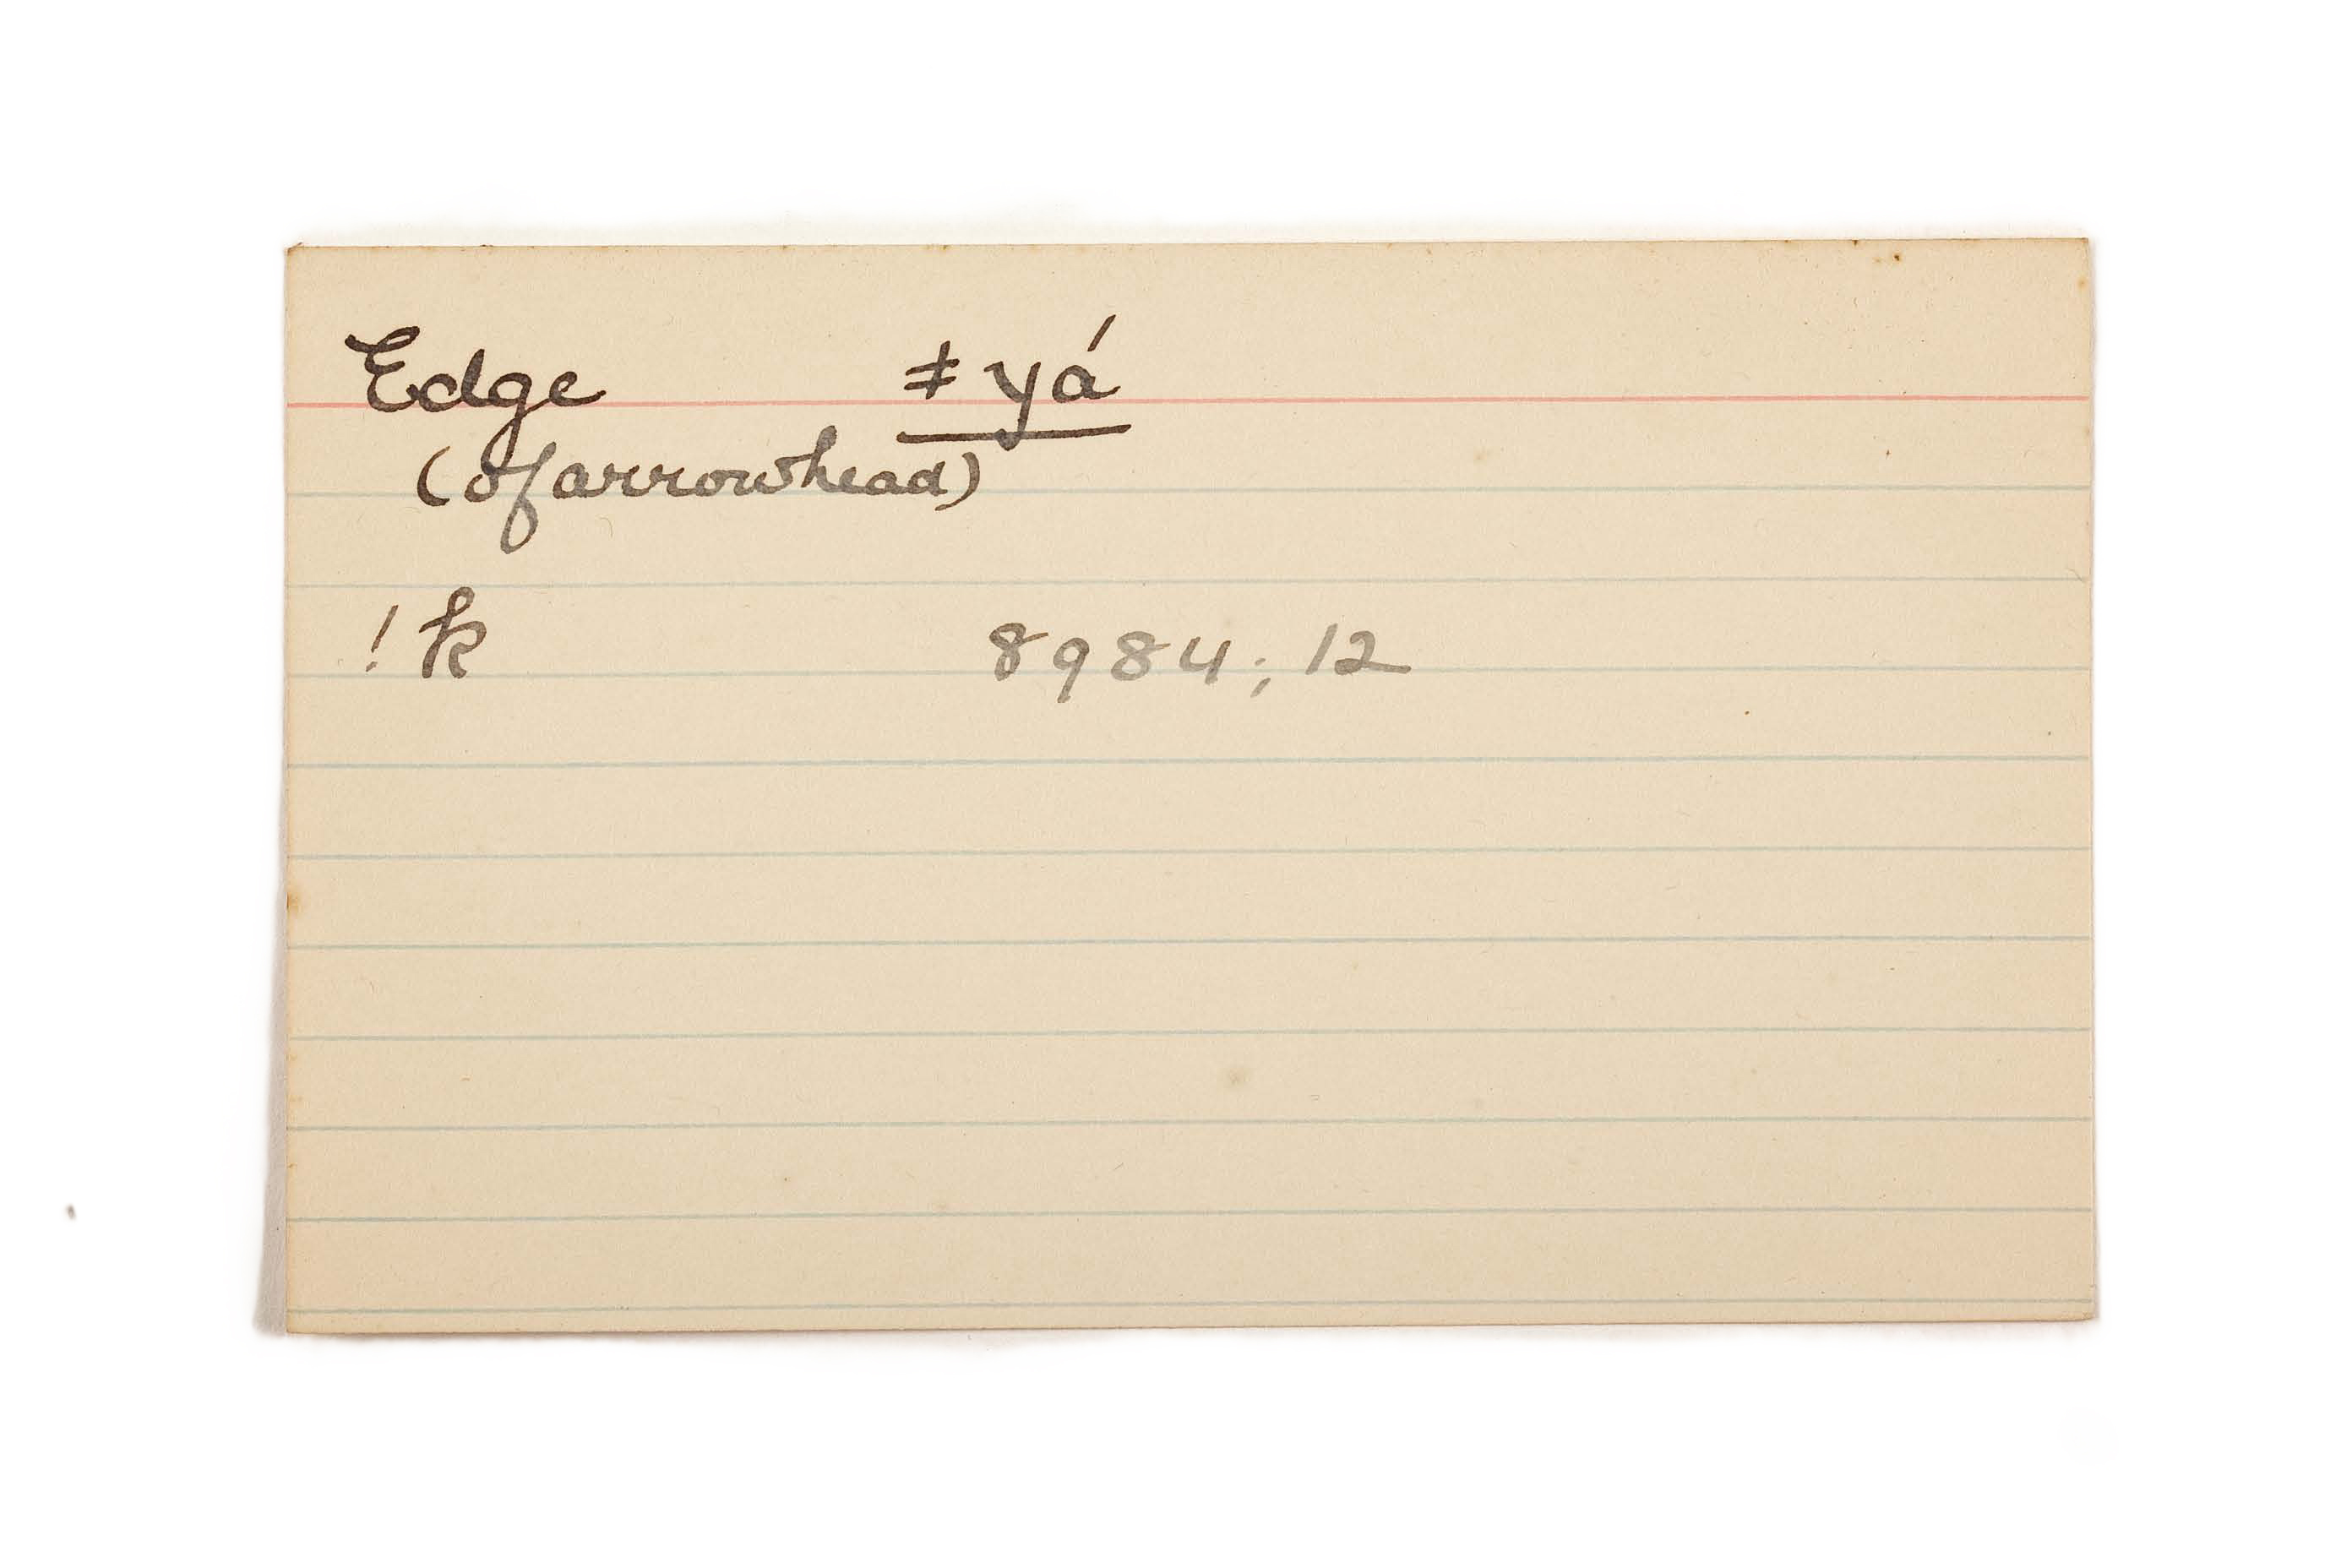 Edge ǂyá
(of arrowhead)
!k 8984; 12